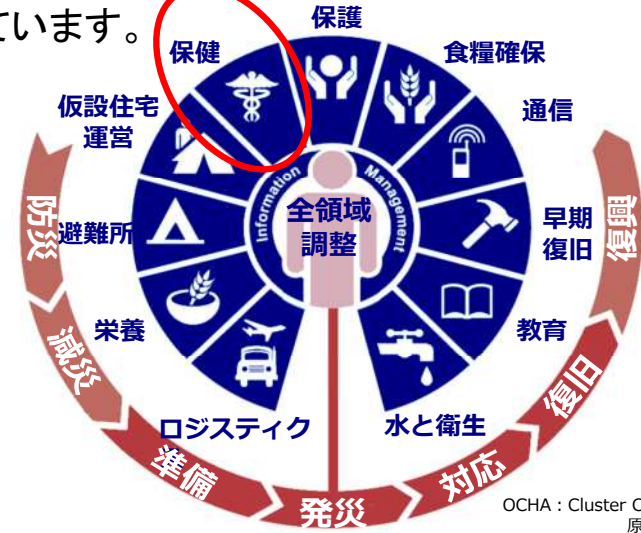 ています。
保健
保護
食糧確保
仮設住宅
運営
通信
Information
Management
全領域
調整
避難所
早期
復旧
栄養
教育
ロジスティク
水と衛生
防災
減災
準備
発災
対応
復旧
復興
OCHA：Cluster C
原